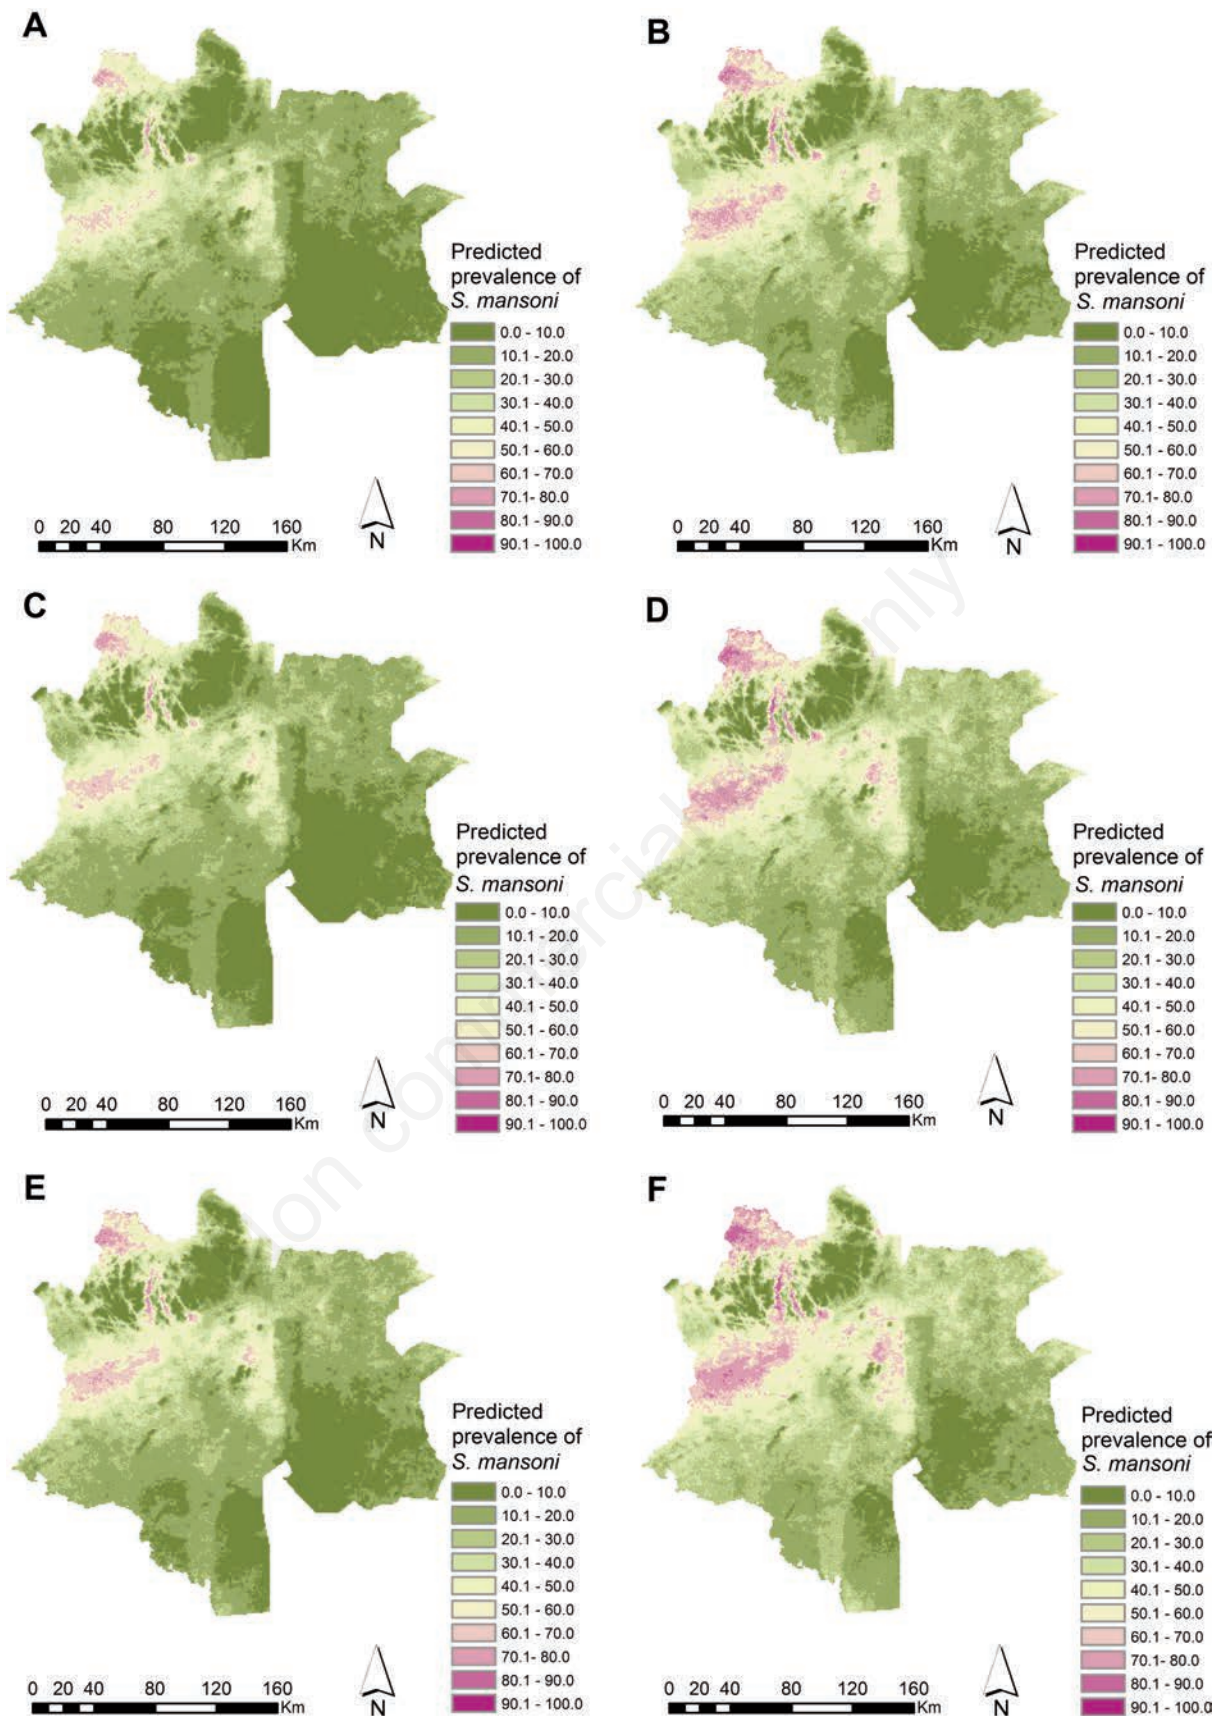 A
Predicted
prevalence of
S. mansoni
0.0 - 10.0
10.1 - 20.0
20.1 - 30.0
30.1 - 40.0
40.1 - 50.0
50.1 - 60.0
60.1 - 70.0
70.1- 80.0
80.1 - 90.0
90.1 - 100.0
0 20 40 80 120 160
Km
N
B
Predicted
prevalence of
S. mansoni
0.0 - 10.0
10.1 - 20.0
20.1 - 30.0
30.1 - 40.0
40.1 - 50.0
50.1 - 60.0
60.1 - 70.0
70.1- 80.0
80.1 - 90.0
90.1 - 100.0
0 20 40 80 120 160
Km
N
C
Predicted
prevalence of
S. mansoni
0.0 - 10.0
10.1 - 20.0
20.1 - 30.0
30.1 - 40.0
40.1 - 50.0
50.1 - 60.0
60.1 - 70.0
70.1- 80.0
80.1 - 90.0
90.1 - 100.0
0 20 40 80 120 160
Km
N
D
Predicted
prevalence of
S. mansoni
0.0 - 10.0
10.1 - 20.0
20.1 - 30.0
30.1 - 40.0
40.1 - 50.0
50.1 - 60.0
60.1 - 70.0
70.1- 80.0
80.1 - 90.0
90.1 - 100.0
0 20 40 80 120 160
Km
N
E
Predicted
prevalence of
S. mansoni
0.0 - 10.0
10.1 - 20.0
20.1 - 30.0
30.1 - 40.0
40.1 - 50.0
50.1 - 60.0
60.1 - 70.0
70.1- 80.0
80.1 - 90.0
90.1 - 100.0
0 20 40 80 120 160
Km
N
F
Predicted
prevalence of
S. mansoni
0.0 - 10.0
10.1 - 20.0
20.1 - 30.0
30.1 - 40.0
40.1 - 50.0
50.1 - 60.0
60.1 - 70.0
70.1- 80.0
80.1 - 90.0
90.1 - 100.0
0 20 40 80 120 160
Km
N